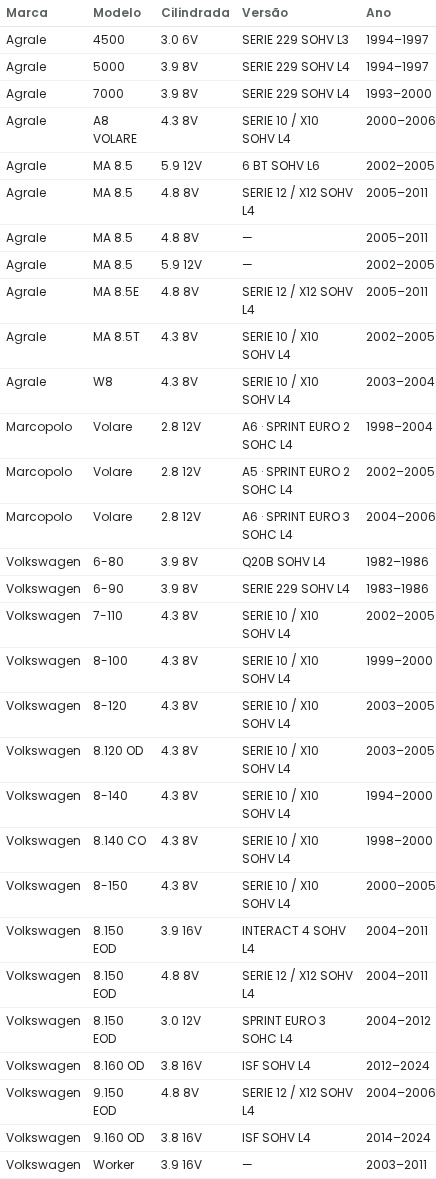 Marca Modelo Cilindrada Versão Ano
Agrale 4500 3.0 6V SERIE 229 SOHV L3 1994–1997
Agrale 5000 3.9 8V SERIE 229 SOHV L4 1994–1997
Agrale 7000 3.9 8V SERIE 229 SOHV L4 1993–2000
Agrale A8 4.3 8V SERIE 10 / X10 2000–2006
VOLARE SOHV L4
Agrale MA 8.5 5.9 12V 6 BT SOHV L6 2002–2005
Agrale MA 8.5 4.8 8V SERIE 12 / X12 SOHV 2005–2011
L4
Agrale MA 8.5 4.8 8V — 2005–2011
Agrale MA 8.5 5.9 12V — 2002–2005
Agrale MA 8.5E 4.8 8V SERIE 12 / X12 SOHV 2005–2011
L4
Agrale MA 8.5T 4.3 8V SERIE 10 / X10 2002–2005
SOHV L4
Agrale W8 4.3 8V SERIE 10 / X10 2003–2004
SOHV L4
Marcopolo Volare 2.8 12V A6 · SPRINT EURO 2 1998–2004
SOHC L4
Marcopolo Volare 2.8 12V A5 · SPRINT EURO 2 2002–2005
SOHC L4
Marcopolo Volare 2.8 12V A6 · SPRINT EURO 3 2004–2006
SOHC L4
Volkswagen 6-80 3.9 8V Q20B SOHV L4 1982–1986
Volkswagen 6-90 3.9 8V SERIE 229 SOHV L4 1983–1986
Volkswagen 7-110 4.3 8V SERIE 10 / X10 2002–2005
SOHV L4
Volkswagen 8-100 4.3 8V SERIE 10 / X10 1999–2000
SOHV L4
Volkswagen 8-120 4.3 8V SERIE 10 / X10 2003–2005
SOHV L4
Volkswagen 8.120 OD 4.3 8V SERIE 10 / X10 2003–2005
SOHV L4
Volkswagen 8-140 4.3 8V SERIE 10 / X10 1994–2000
SOHV L4
Volkswagen 8.140 CO 4.3 8V SERIE 10 / X10 1998–2000
SOHV L4
Volkswagen 8-150 4.3 8V SERIE 10 / X10 2000–2005
SOHV L4
Volkswagen 8.150 3.9 16V INTERACT 4 SOHV 2004–2011
EOD L4
Volkswagen 8.150 4.8 8V SERIE 12 / X12 SOHV 2004–2011
EOD L4
Volkswagen 8.150 3.0 12V SPRINT EURO 3 2004–2012
EOD SOHC L4
Volkswagen 8.160 OD 3.8 16V ISF SOHV L4 2012–2024
Volkswagen 9.150 4.8 8V SERIE 12 / X12 SOHV 2004–2006
EOD L4
Volkswagen 9.160 OD 3.8 16V ISF SOHV L4 2014–2024
Volkswagen Worker 3.9 16V — 2003–2011